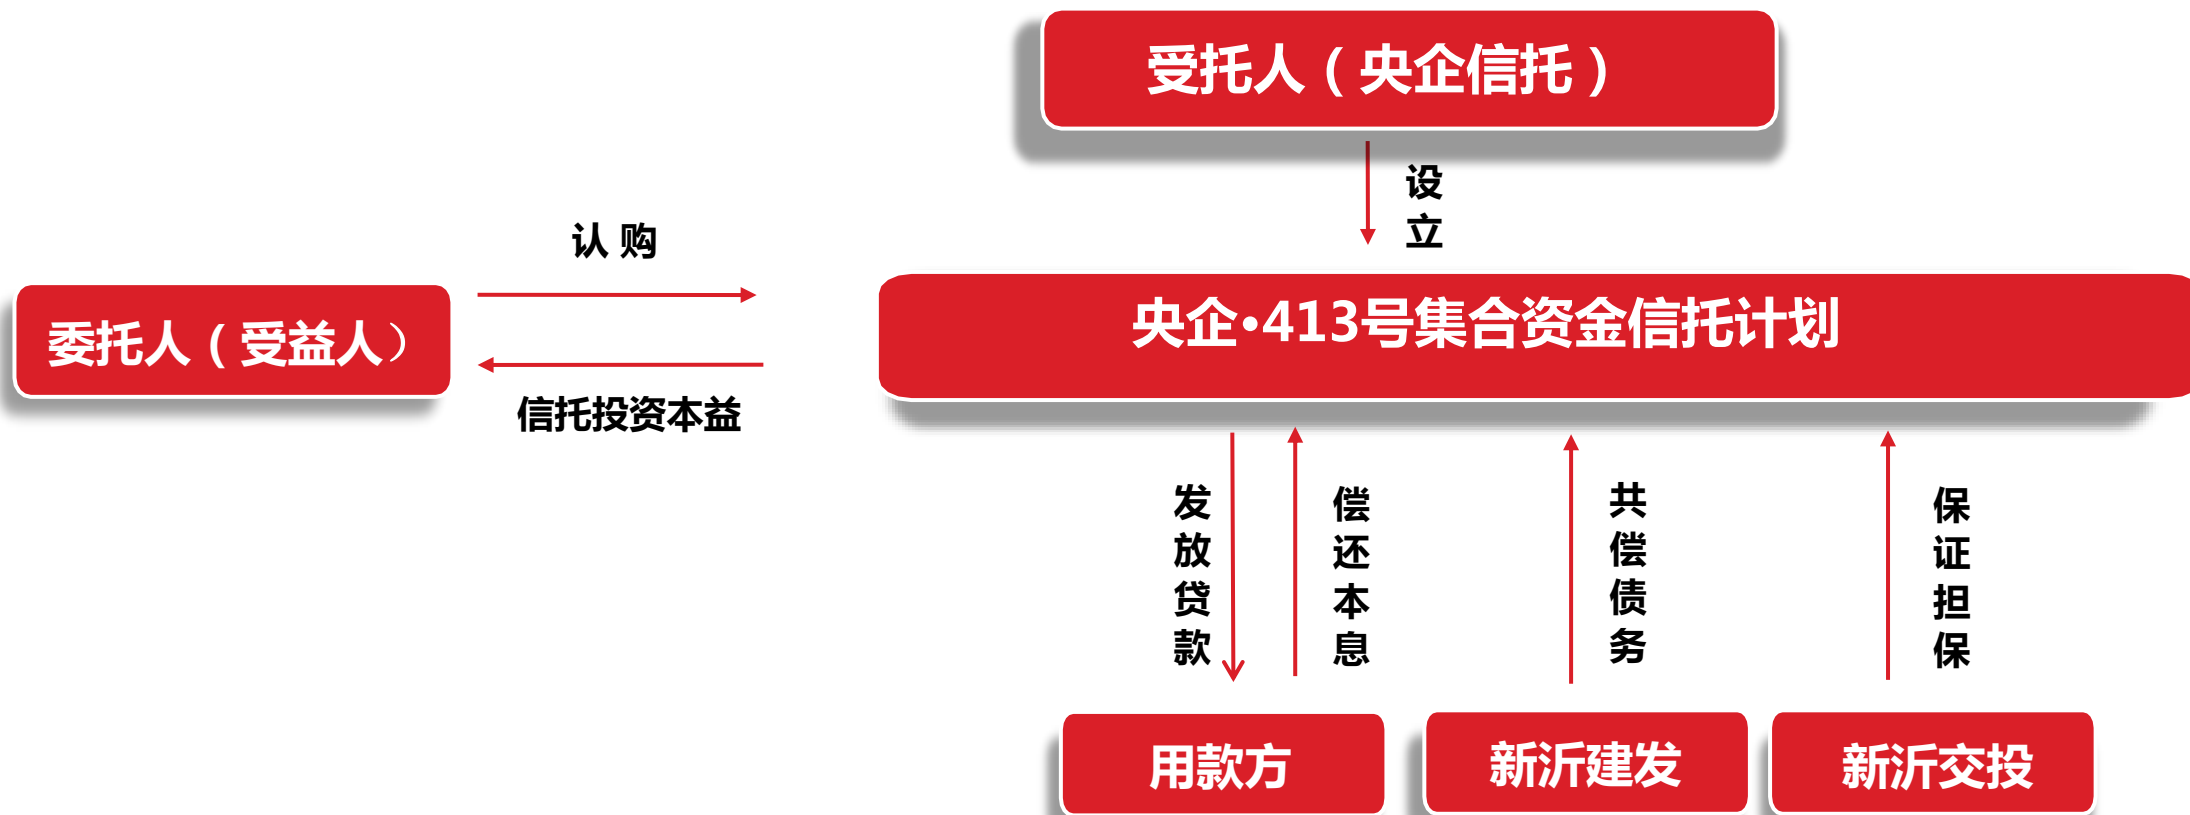 受托人（央企信托）
设立
认 购
委托人（受益人）
信托投资本益
央企·413号集合资金信托计划
发放贷款
偿还本息
共偿债务
保证担保
用款方
新沂建发
新沂交投